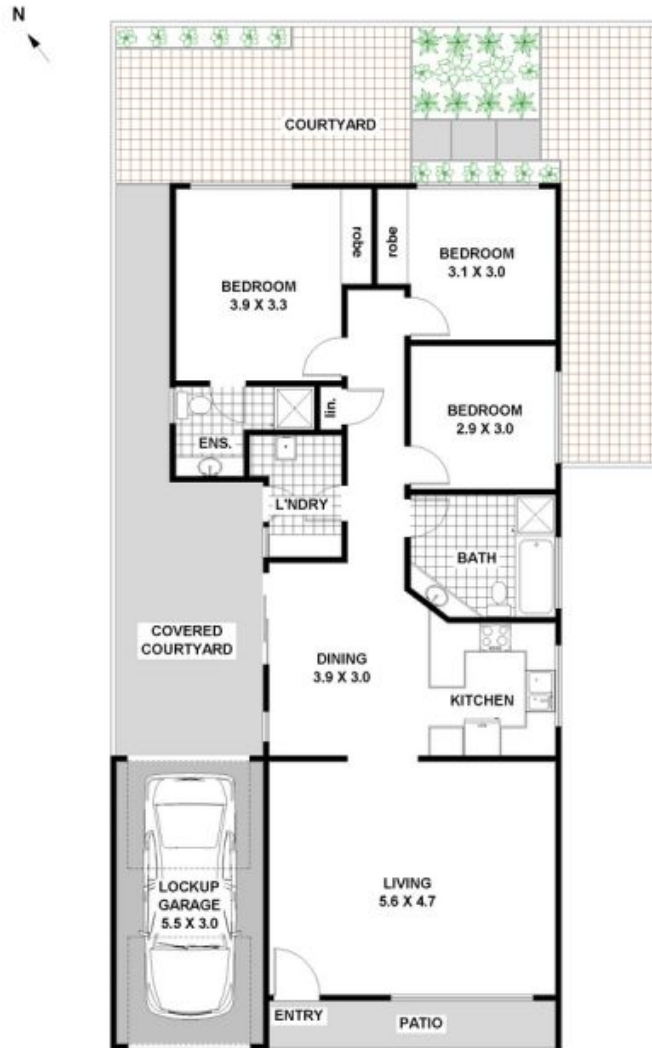 N
COURTYARD
robe
robe
BEDROOM
3.1 X 3.0
BEDROOM
3.9 X 3.3
lin.
BEDROOM
2.9 X 3.0
ENS.
L'NDRY
BATH
COVERED
COURTYARD
DINING
3.9 X 3.0
KITCHEN
LIVING
5.6 X 4.7
LOCKUP
GARAGE
5.5 X 3.0
ENTRY
PATIO